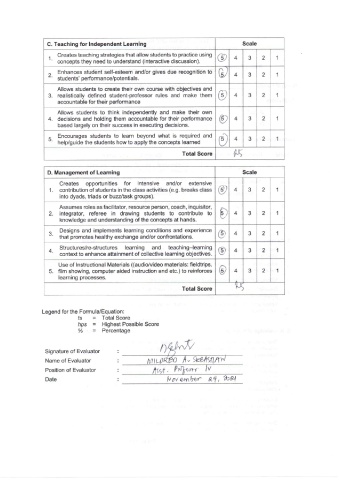 C. Teaching for Independent Learning Scale
1. Creates teaching strategies that allow students to practice using 5 4 3 2 1
concepts they need to understand (interactive discussion).
2. Enhances student self-esteem and/or gives due recognition to 5 4 3 2 1
students' performance/potentials.
Allows students to create their own course with objectives and
3. realistically defined student-professor rules and make them 5 4 3 2 1
accountable for their performance
Allows students to think independently and make their own
4. decisions and holding them accountable for their performance 5 4 3 2 1
based largely on their success in executing decisions.
5. Encourages students to learn beyond what is required and 5 4 3 2 1
help/guide the students how to apply the concepts learned
Total Score 25
D. Management of Learning Scale
Creates opportunities for intensive and/or extensive
1. contribution of students in the class activities (e.g. breaks class 5 4 3 2 1
into dyads, triads or buzz/task groups).
Assumes roles as facilitator, resource person, coach, inquisitor,
2. integrator, referee in drawing students to contribute to 5 4 3 2 1
knowledge and understanding of the concepts at hands.
3. Designs and implements learning conditions and experience 5 4 3 2 1
that promotes healthy exchange and/or confrontations.
4. Structures/re-structures learning and teaching-learning 5 4 3 2 1
context to enhance attainment of collective learning objectives.
Use of Instructional Materials (audio/video materials: fieldtrips,
5. film showing, computer aided instruction and etc.) to reinforces 5 4 3 2 1
learning processes.
Total Score 25
Legend for the Formula/Equation:
ts = Total Score
hps = Highest Possible Score
% = Percentage
Signature of Evaluator :
Name of Evaluator : A. SEBASTIAN
Position of Evaluator : Asst. Professor IV
Date : November 29, 2021